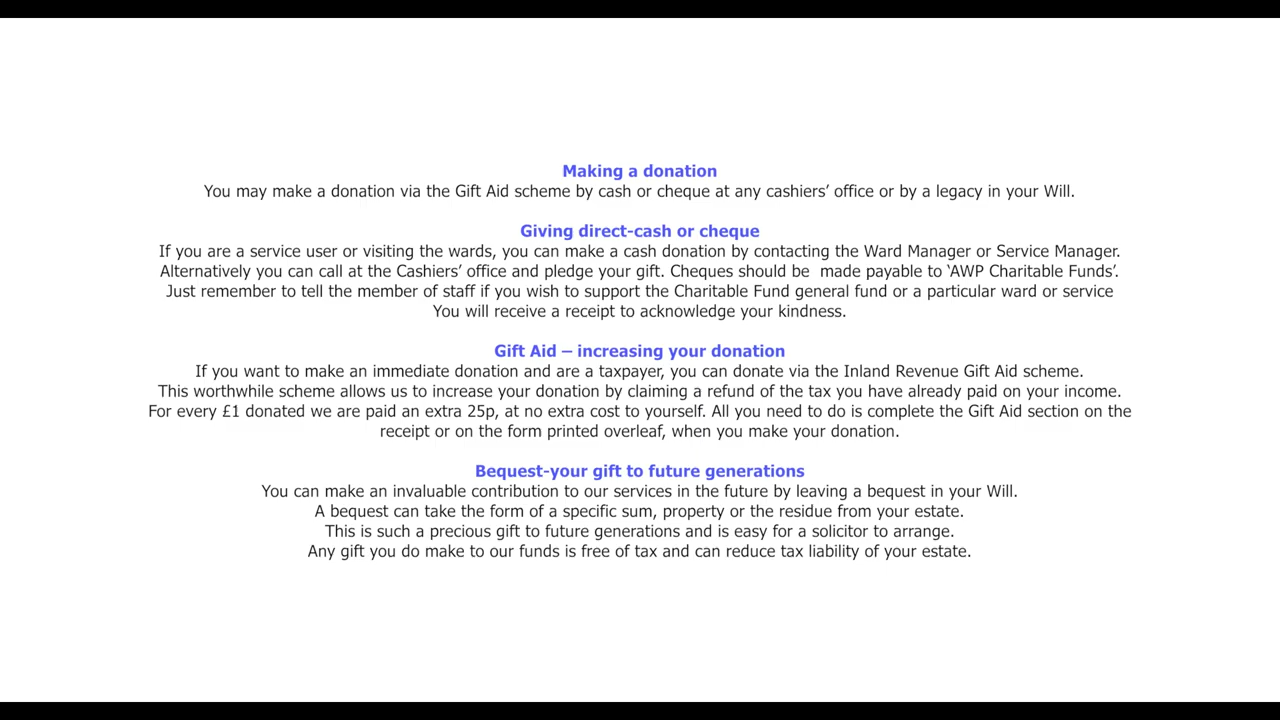 Making a donation
You may make a donation via the Gift Aid scheme by cash or cheque at any cashiers’ office or by a legacy in your Will.
Giving direct-cash or cheque
If you are a service user or visiting the wards, you can make a cash donation by contacting the Ward Manager or Service Manager.
Alternatively you can call at the Cashiers’ office and pledge your gift. Cheques should be  made payable to ‘AWP Charitable Funds’.
Just remember to tell the member of staff if you wish to support the Charitable Fund general fund or a particular ward or service
You will receive a receipt to acknowledge your kindness.
Gift Aid – increasing your donation
If you want to make an immediate donation and are a taxpayer, you can donate via the Inland Revenue Gift Aid scheme.
This worthwhile scheme allows us to increase your donation by claiming a refund of the tax you have already paid on your income.
For every £1 donated we are paid an extra 25p, at no extra cost to yourself. All you need to do is complete the Gift Aid section on the
receipt or on the form printed overleaf, when you make your donation.
Bequest-your gift to future generations
You can make an invaluable contribution to our services in the future by leaving a bequest in your Will.
A bequest can take the form of a specific sum, property or the residue from your estate.
This is such a precious gift to future generations and is easy for a solicitor to arrange.
Any gift you do make to our funds is free of tax and can reduce tax liability of your estate.